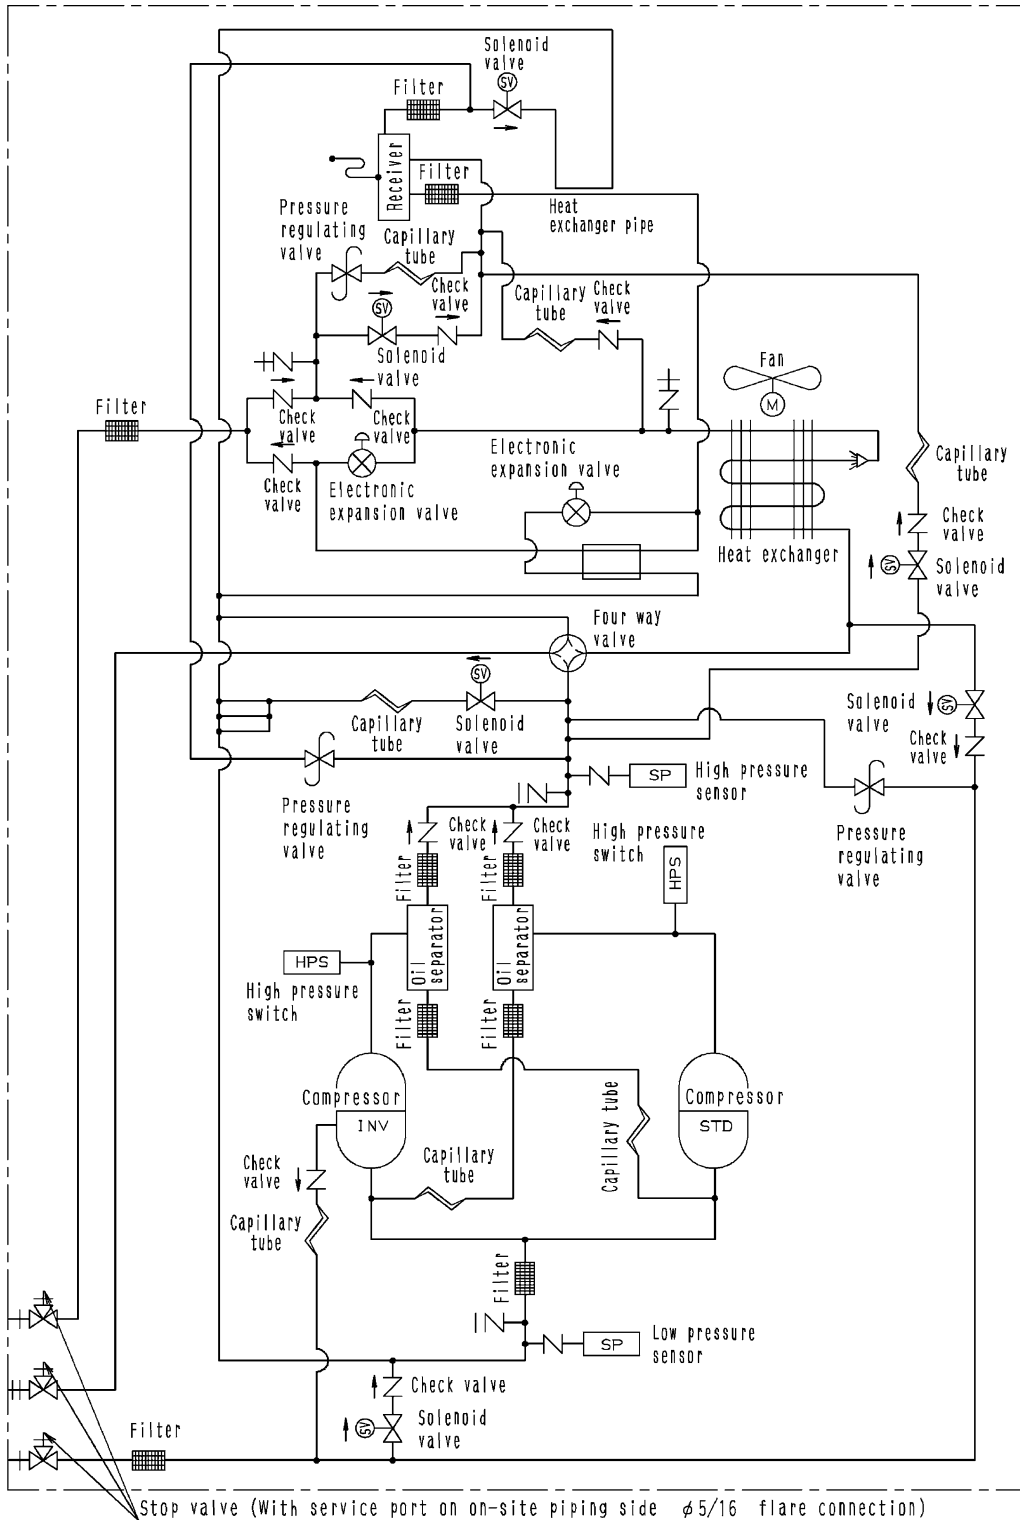 Solenoid
valve
SV
Filter
Receiver
Filter
Heat
exchanger pipe
Pressure
regulating
valve
Capillary
tube
Check
valve
SV
Solenoid
valve
Capillary
tube
Check
valve
Fan
M
Filter
Check
valve
Check
valve
Check
valve
Electronic
expansion valve
Electronic
expansion valve
Heat exchanger
Capillary
tube
Check
valve
SV
Solenoid
valve
Four way
valve
SV
Capillary
tube
Solenoid
valve
Solenoid
valve
SV
Check
valve
SP
High pressure
sensor
Pressure
regulating
valve
Check
valve
Check
valve
High pressure
switch
HPS
Pressure
regulating
valve
Filter
Filter
Oil
separator
Oil
separator
HPS
High pressure
switch
Filter
Filter
Compressor
INV
Compressor
STD
Capillary tube
Check
valve
Capillary
tube
Capillary
tube
Filter
SP
Low pressure
sensor
Check valve
SV
Solenoid
valve
Filter
Stop valve (With service port on on-site piping side φ5/16 flare connection)